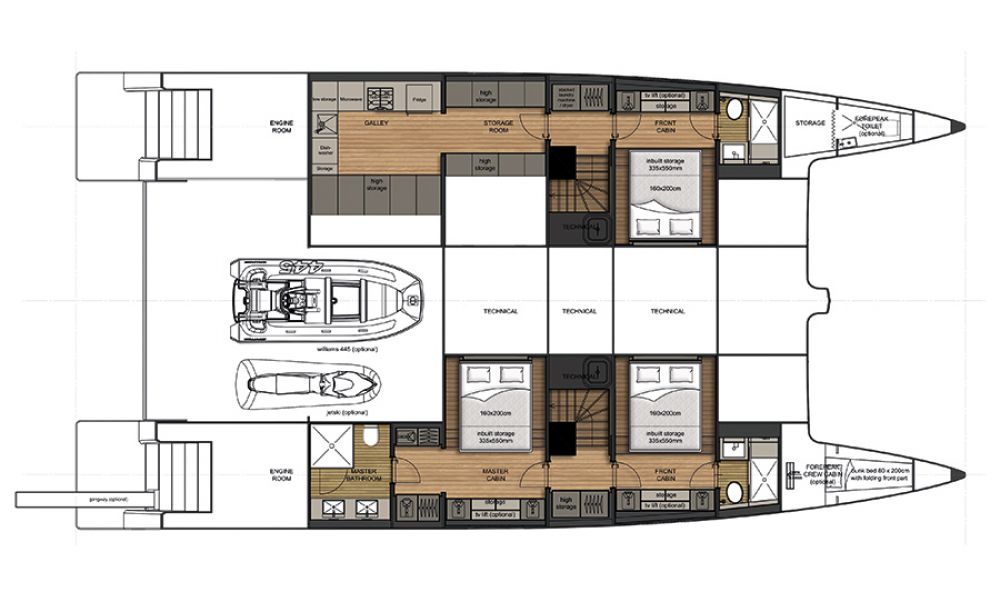 low storage
Microwave
Fridge
high
storage
stacked
laundry
machine
/ dryer
tv lift (optional)
storage
ENGINE
ROOM
GALLEY
STORAGE
ROOM
FRONT
CABIN
STORAGE
FOREPEAK
TOILET
(optional)
Dish-
washer
Storage
high
storage
high
storage
inbuilt storage
335x550mm
160x200cm
TECHNICAL
445
TECHNICAL
TECHNICAL
TECHNICAL
williams 445 (optional)
jetski (optional)
TECHNICAL
160x200cm
inbuilt storage
335x550mm
160x200cm
inbuilt storage
335x550mm
ENGINE
ROOM
MASTER
BATHROOM
MASTER
CABIN
FRONT
CABIN
FOREPEAK
CREW CABIN
(optional)
bunk bed 80 x 200cm
with folding front part
gangway (optional)
storage
tv lift (optional)
high
storage
storage
tv lift (optional)